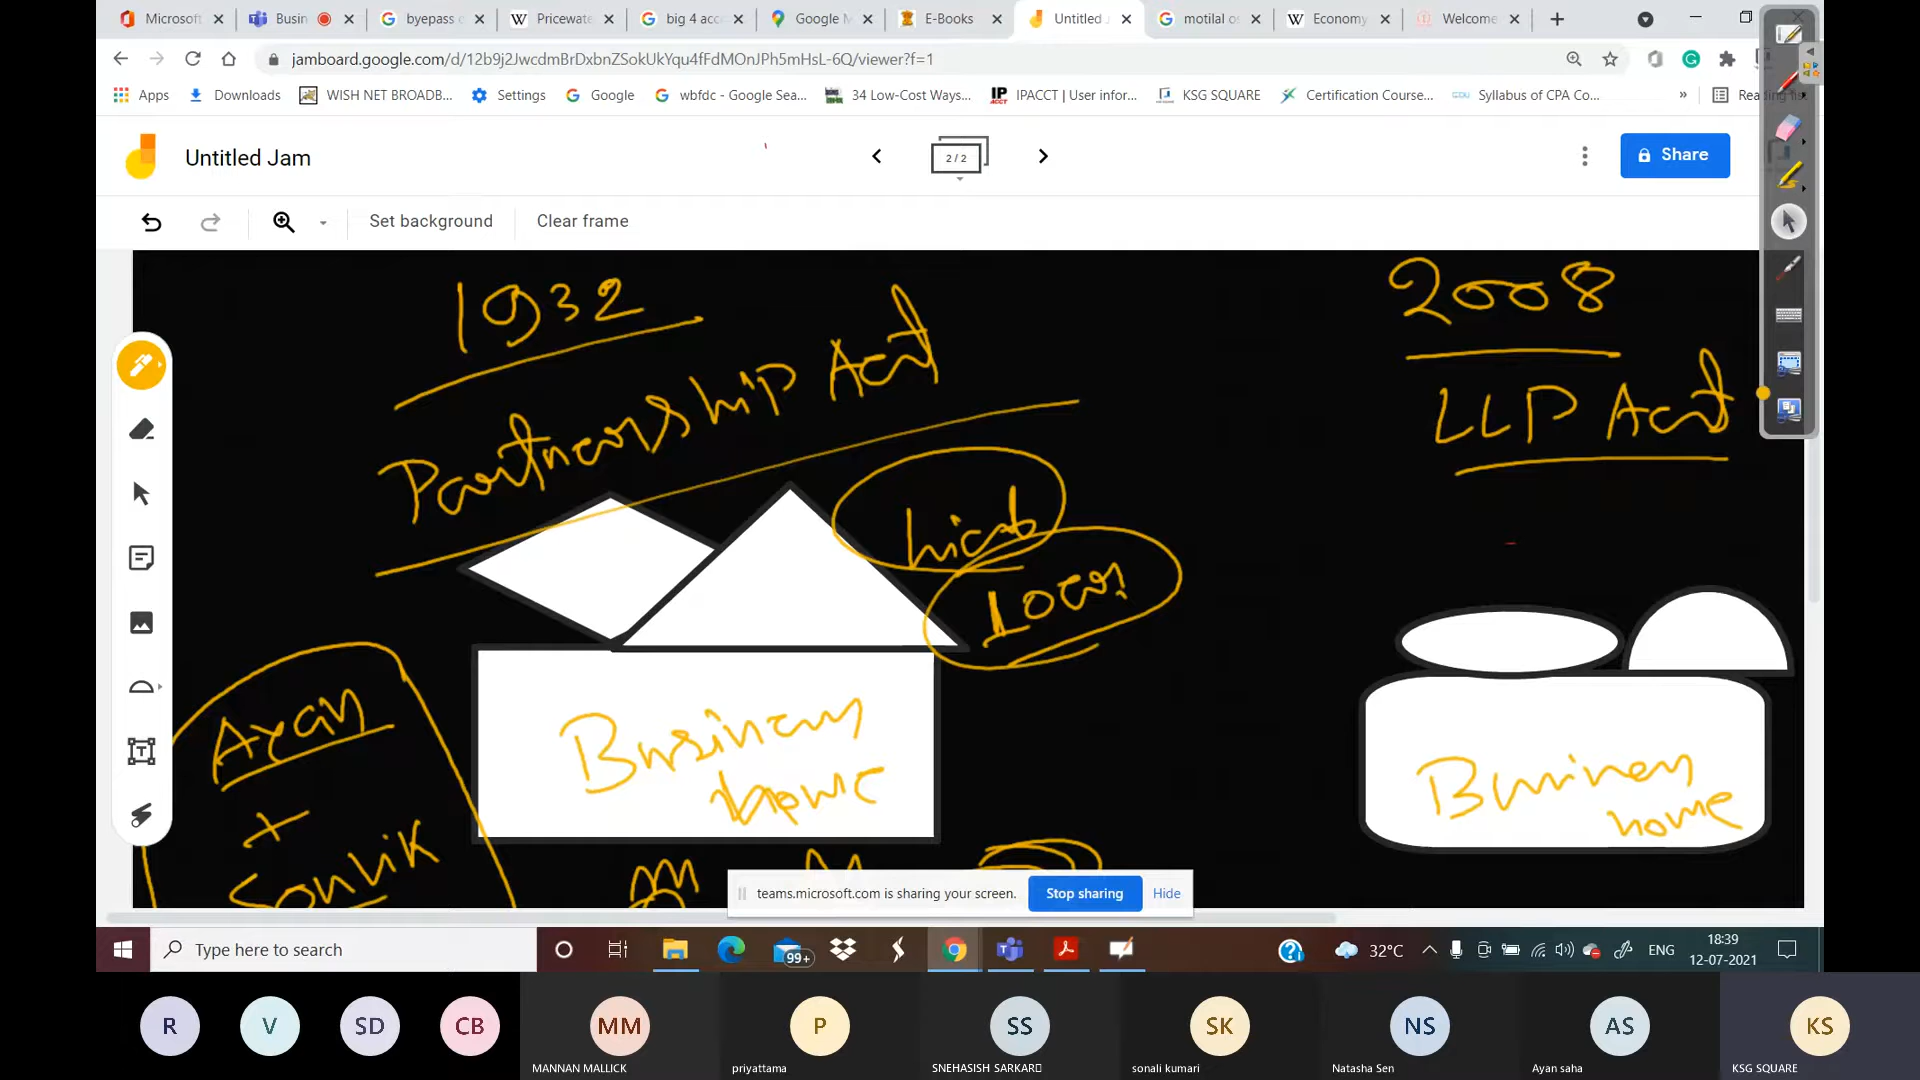 Microsoft
Busin
byepass c
Pricewate
big 4 acc
Google M
E-Books
Untitled J
motilal o
Economy
Welcome
jamboard.google.com/d/12b9j2JwcdmBrDxbnZSokUkYqu4fFdMOnJPh5mHsL-6Q/viewer?f=1
Apps
Downloads
WISH NET BROADB...
Settings
Google
wbfdc - Google Sea...
34 Low-Cost Ways...
IPACCT | User infor...
KSG SQUARE
Certification Course...
Syllabus of CPA Co...
»
Untitled Jam
2 / 2
Share
Set background
Clear frame
1932
Partnership Act
2008
LLP Act
Ayan
+
Business
home
Business
home
teams.microsoft.com is sharing your screen.
Stop sharing
Hide
Type here to search
99+
32°C
ENG
18:39
12-07-2021
R
V
SD
CB
MM
P
SS
SK
NS
AS
KS
MANNAN MALLICK
priyattama
sonali kumari
Natasha Sen
Ayan saha
KSG SQUARE